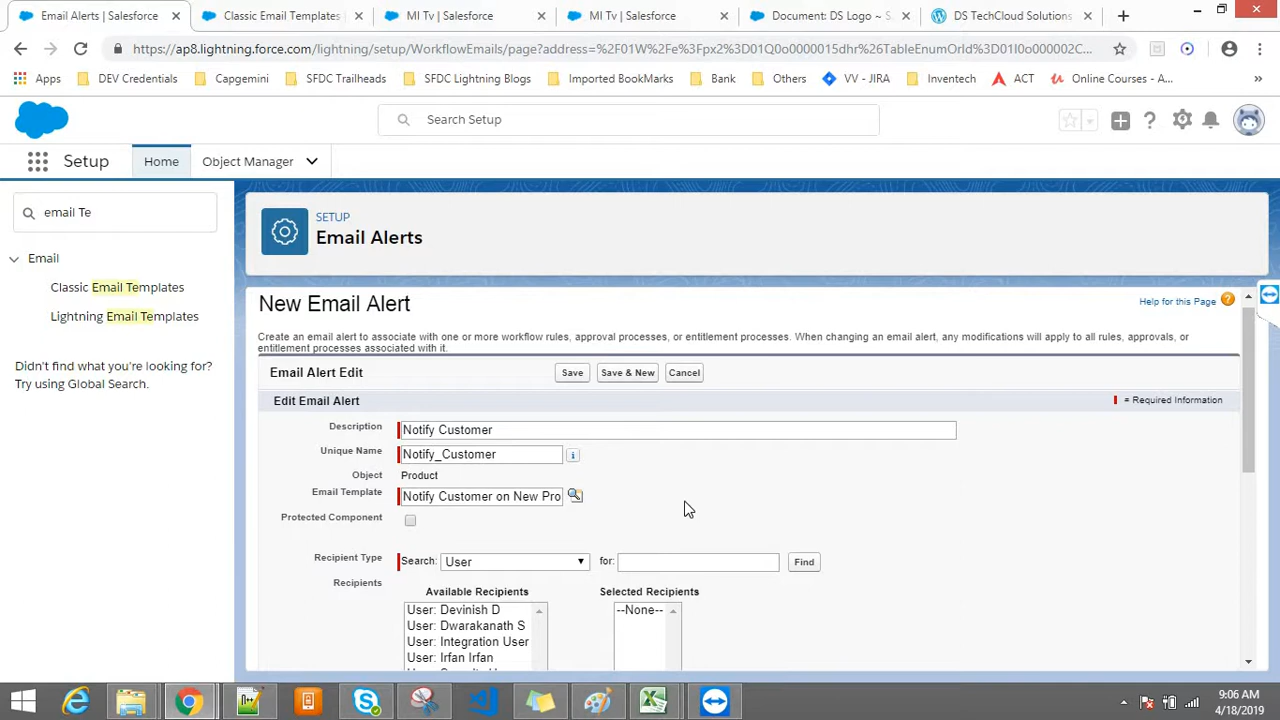 Email Alerts | Salesforce
Classic Email Templates |
MI Tv | Salesforce
MI Tv | Salesforce
Document: DS Logo ~ S
DS TechCloud Solutions
https://ap8.lightning.force.com/lightning/setup/WorkflowEmails/page?address=%2F01W%2Fe%3Fpx2%3D01Q0o0000015dhr%26TableEnumOrId%3D01I0o000002C...
Apps
DEV Credentials
Capgemini
SFDC Trailheads
SFDC Lightning Blogs
Imported BookMarks
Bank
Others
VV - JIRA
Inventech
ACT
Online Courses - A...
Search Setup
Setup
Home
Object Manager
email Te
Email
Classic Email Templates
Lightning Email Templates
Didn't find what you're looking for?
Try using Global Search.
SETUP
Email Alerts
New Email Alert
Help for this Page
Create an email alert to associate with one or more workflow rules, approval processes, or entitlement processes. When changing an email alert, any modifications will apply to all rules, approvals, or
entitlement processes associated with it.
Email Alert Edit
Save
Save & New
Cancel
Edit Email Alert
= Required Information
Description
Notify Customer
Unique Name
Notify_Customer
Object
Product
Email Template
Notify Customer on New Pro
Protected Component
Recipient Type
Search:
User
for:
Find
Recipients
Available Recipients
Selected Recipients
User: Devinish D
User: Dwarakanath S
User: Integration User
User: Irfan Irfan
--None--
9:06 AM
4/18/2019